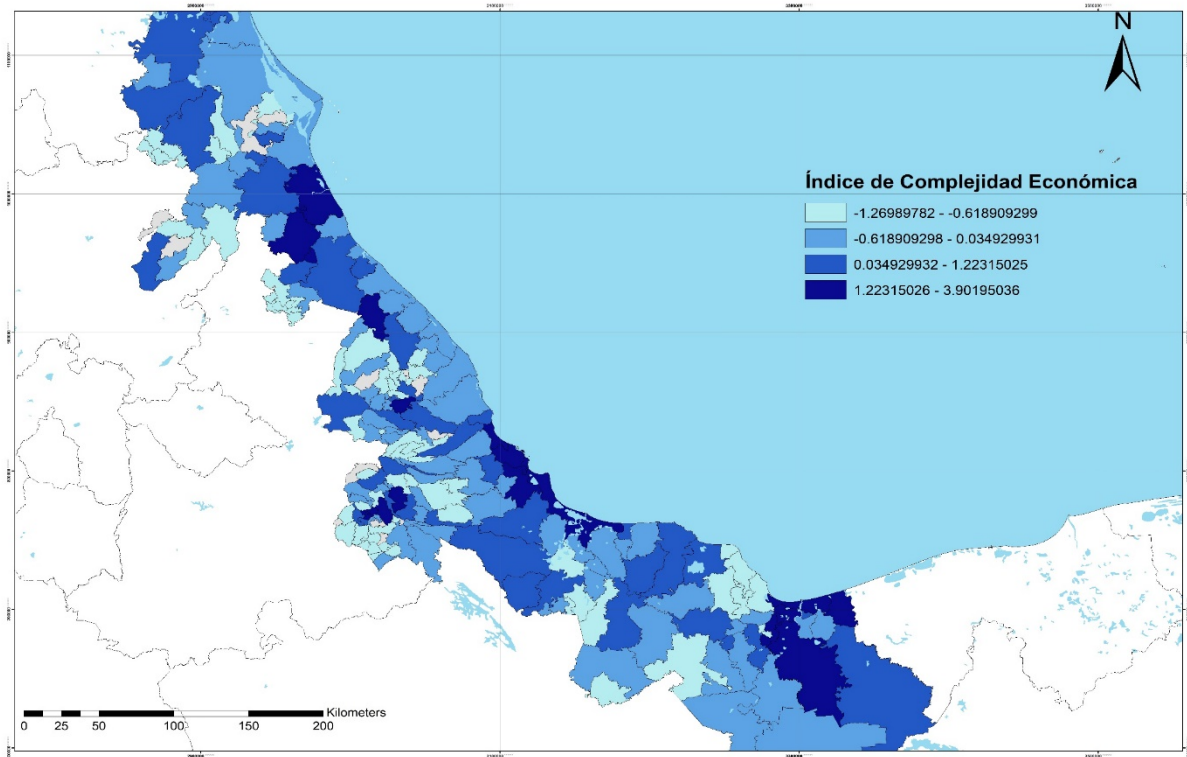 N
Índice de Complejidad Económica
-1.26989782 - -0.618909299
-0.618909298 - 0.034929931
0.034929932 - 1.22315025
1.22315026 - 3.90195036
Kilometers
0 25 50 100 150 200